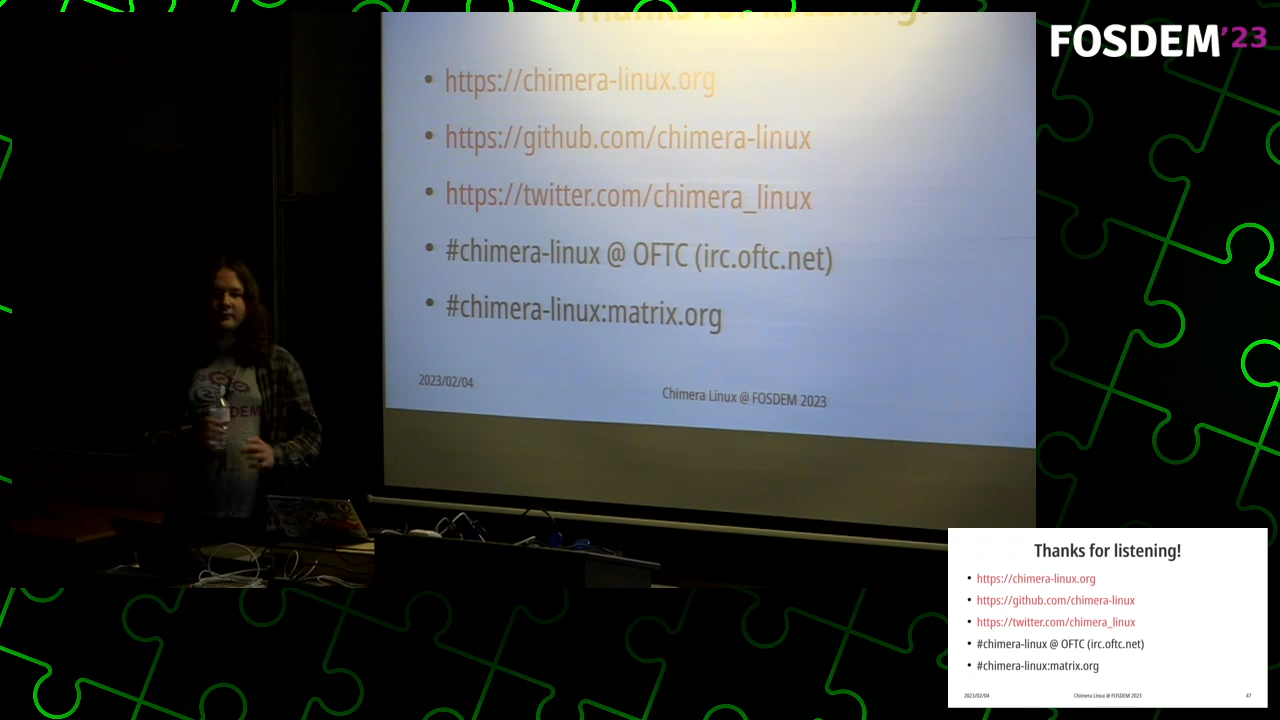 Thanks for listening!
• https://chimera-linux.org
• https://github.com/chimera-linux
• https://twitter.com/chimera_linux
• #chimera-linux @ OFTC (irc.oftc.net)
• #chimera-linux:matrix.org
2023/02/04
Chimera Linux @ FOSDEM 2023
FOSDEM'23
Thanks for listening!
• https://chimera-linux.org
• https://github.com/chimera-linux
• https://twitter.com/chimera_linux
• #chimera-linux @ OFTC (irc.oftc.net)
• #chimera-linux:matrix.org
2023/02/04 Chimera Linux @ FOSDEM 2023 47